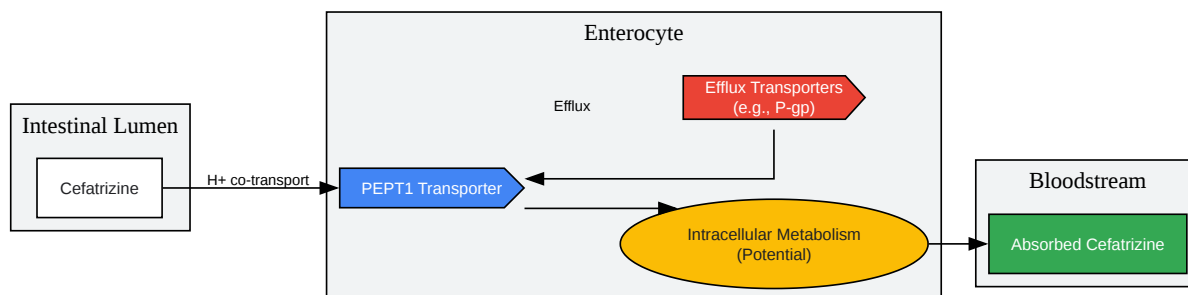 Enterocyte
Efflux Transporters
(e.g., P-gp)
Efflux
Intestinal Lumen
Cefatrizine
H+ co-transport
PEPT1 Transporter
Intracellular Metabolism
(Potential)
Bloodstream
Absorbed Cefatrizine